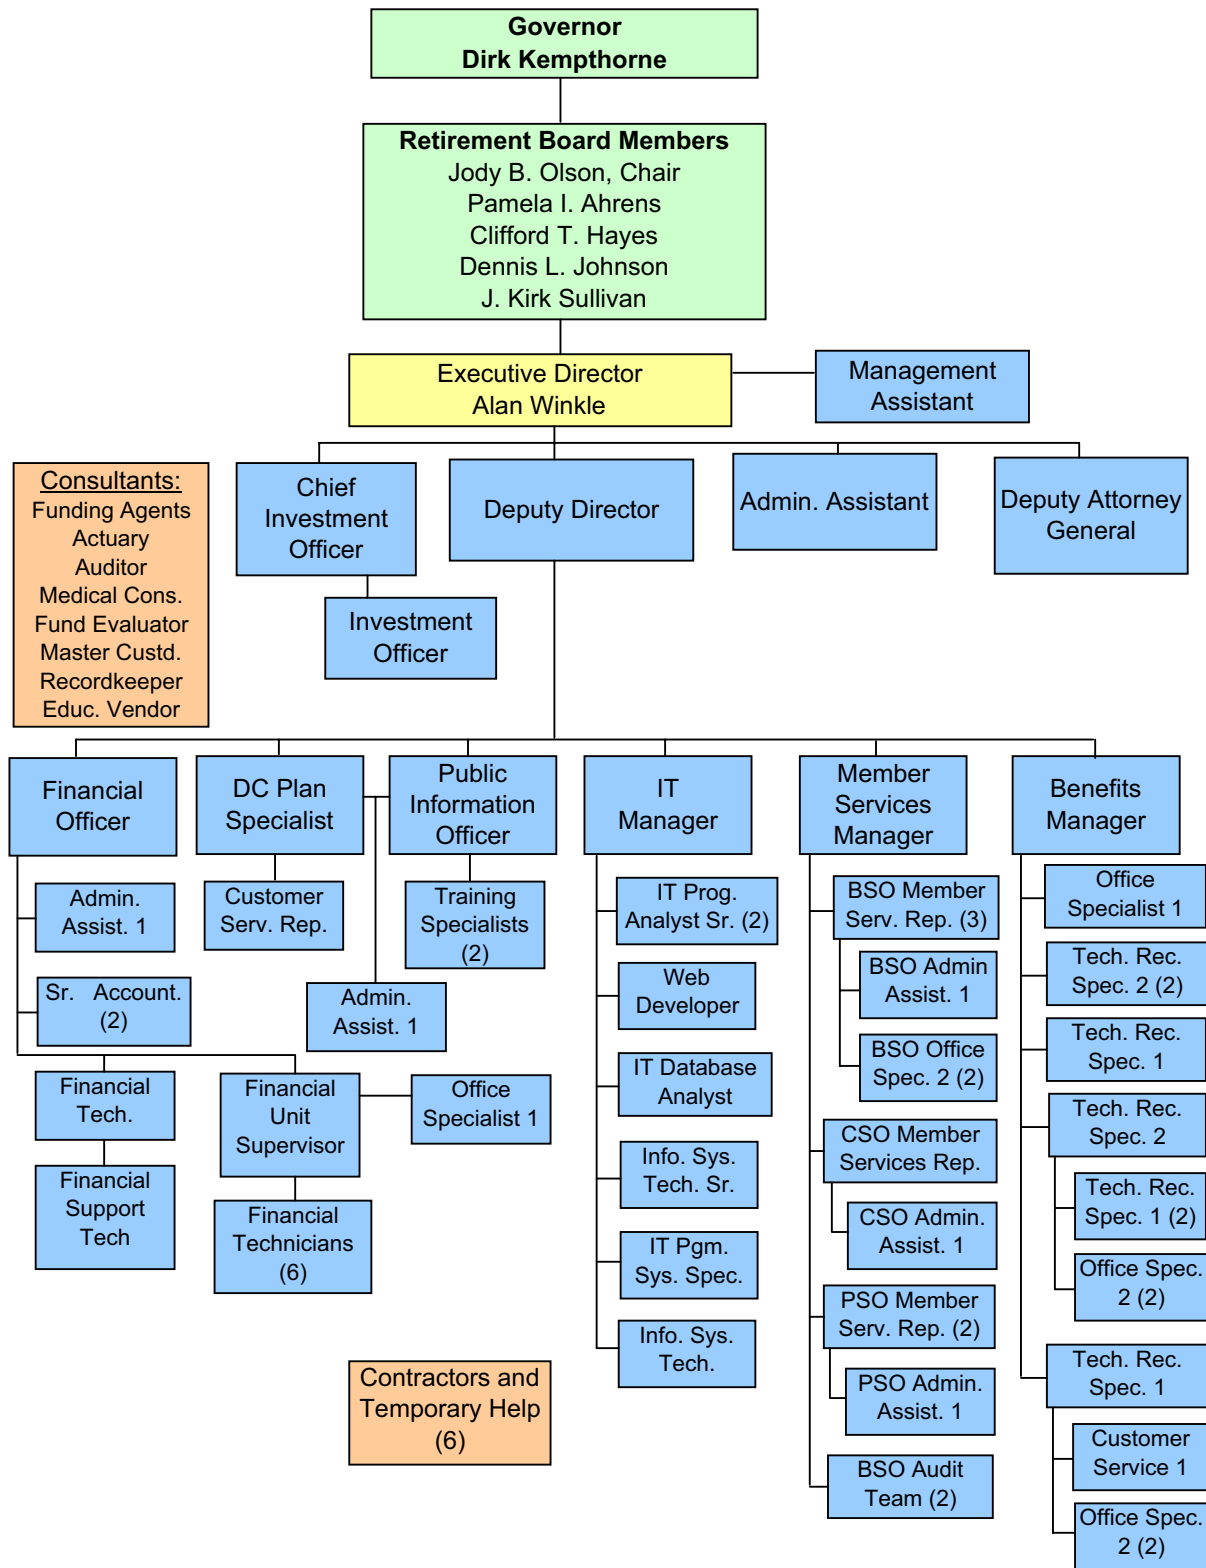 Governor
Dirk Kempthorne
Retirement Board Members
Jody B. Olson, Chair
Pamela I. Ahrens
Clifford T. Hayes
Dennis L. Johnson
J. Kirk Sullivan
Executive Director
Alan Winkle
Management
Assistant
Consultants:
Funding Agents
Actuary
Auditor
Medical Cons.
Fund Evaluator
Master Custd.
Recordkeeper
Educ. Vendor
Chief
Investment
Officer
Deputy Director
Admin. Assistant
Deputy Attorney
General
Investment
Officer
Financial
Officer
DC Plan
Specialist
Public
Information
Officer
IT
Manager
Member
Services
Manager
Benefits
Manager
Admin.
Assist. 1
Sr. Account.
(2)
Financial
Tech.
Financial
Support
Tech
Financial
Unit
Supervisor
Financial
Technicians
(6)
Office
Specialist 1
Customer
Serv. Rep.
Admin.
Assist. 1
Training
Specialists
(2)
IT Prog.
Analyst Sr. (2)
Web
Developer
IT Database
Analyst
Info. Sys.
Tech. Sr.
IT Pgm.
Sys. Spec.
Info. Sys.
Tech.
BSO Member
Serv. Rep. (3)
BSO Admin
Assist. 1
BSO Office
Spec. 2 (2)
CSO Member
Services Rep.
CSO Admin.
Assist. 1
PSO Member
Serv. Rep. (2)
PSO Admin.
Assist. 1
BSO Audit
Team (2)
Office
Specialist 1
Tech. Rec.
Spec. 2 (2)
Tech. Rec.
Spec. 1
Tech. Rec.
Spec. 2
Tech. Rec.
Spec. 1 (2)
Office Spec.
2 (2)
Tech. Rec.
Spec. 1
Customer
Service 1
Office Spec.
2 (2)
Contractors and
Temporary Help
(6)